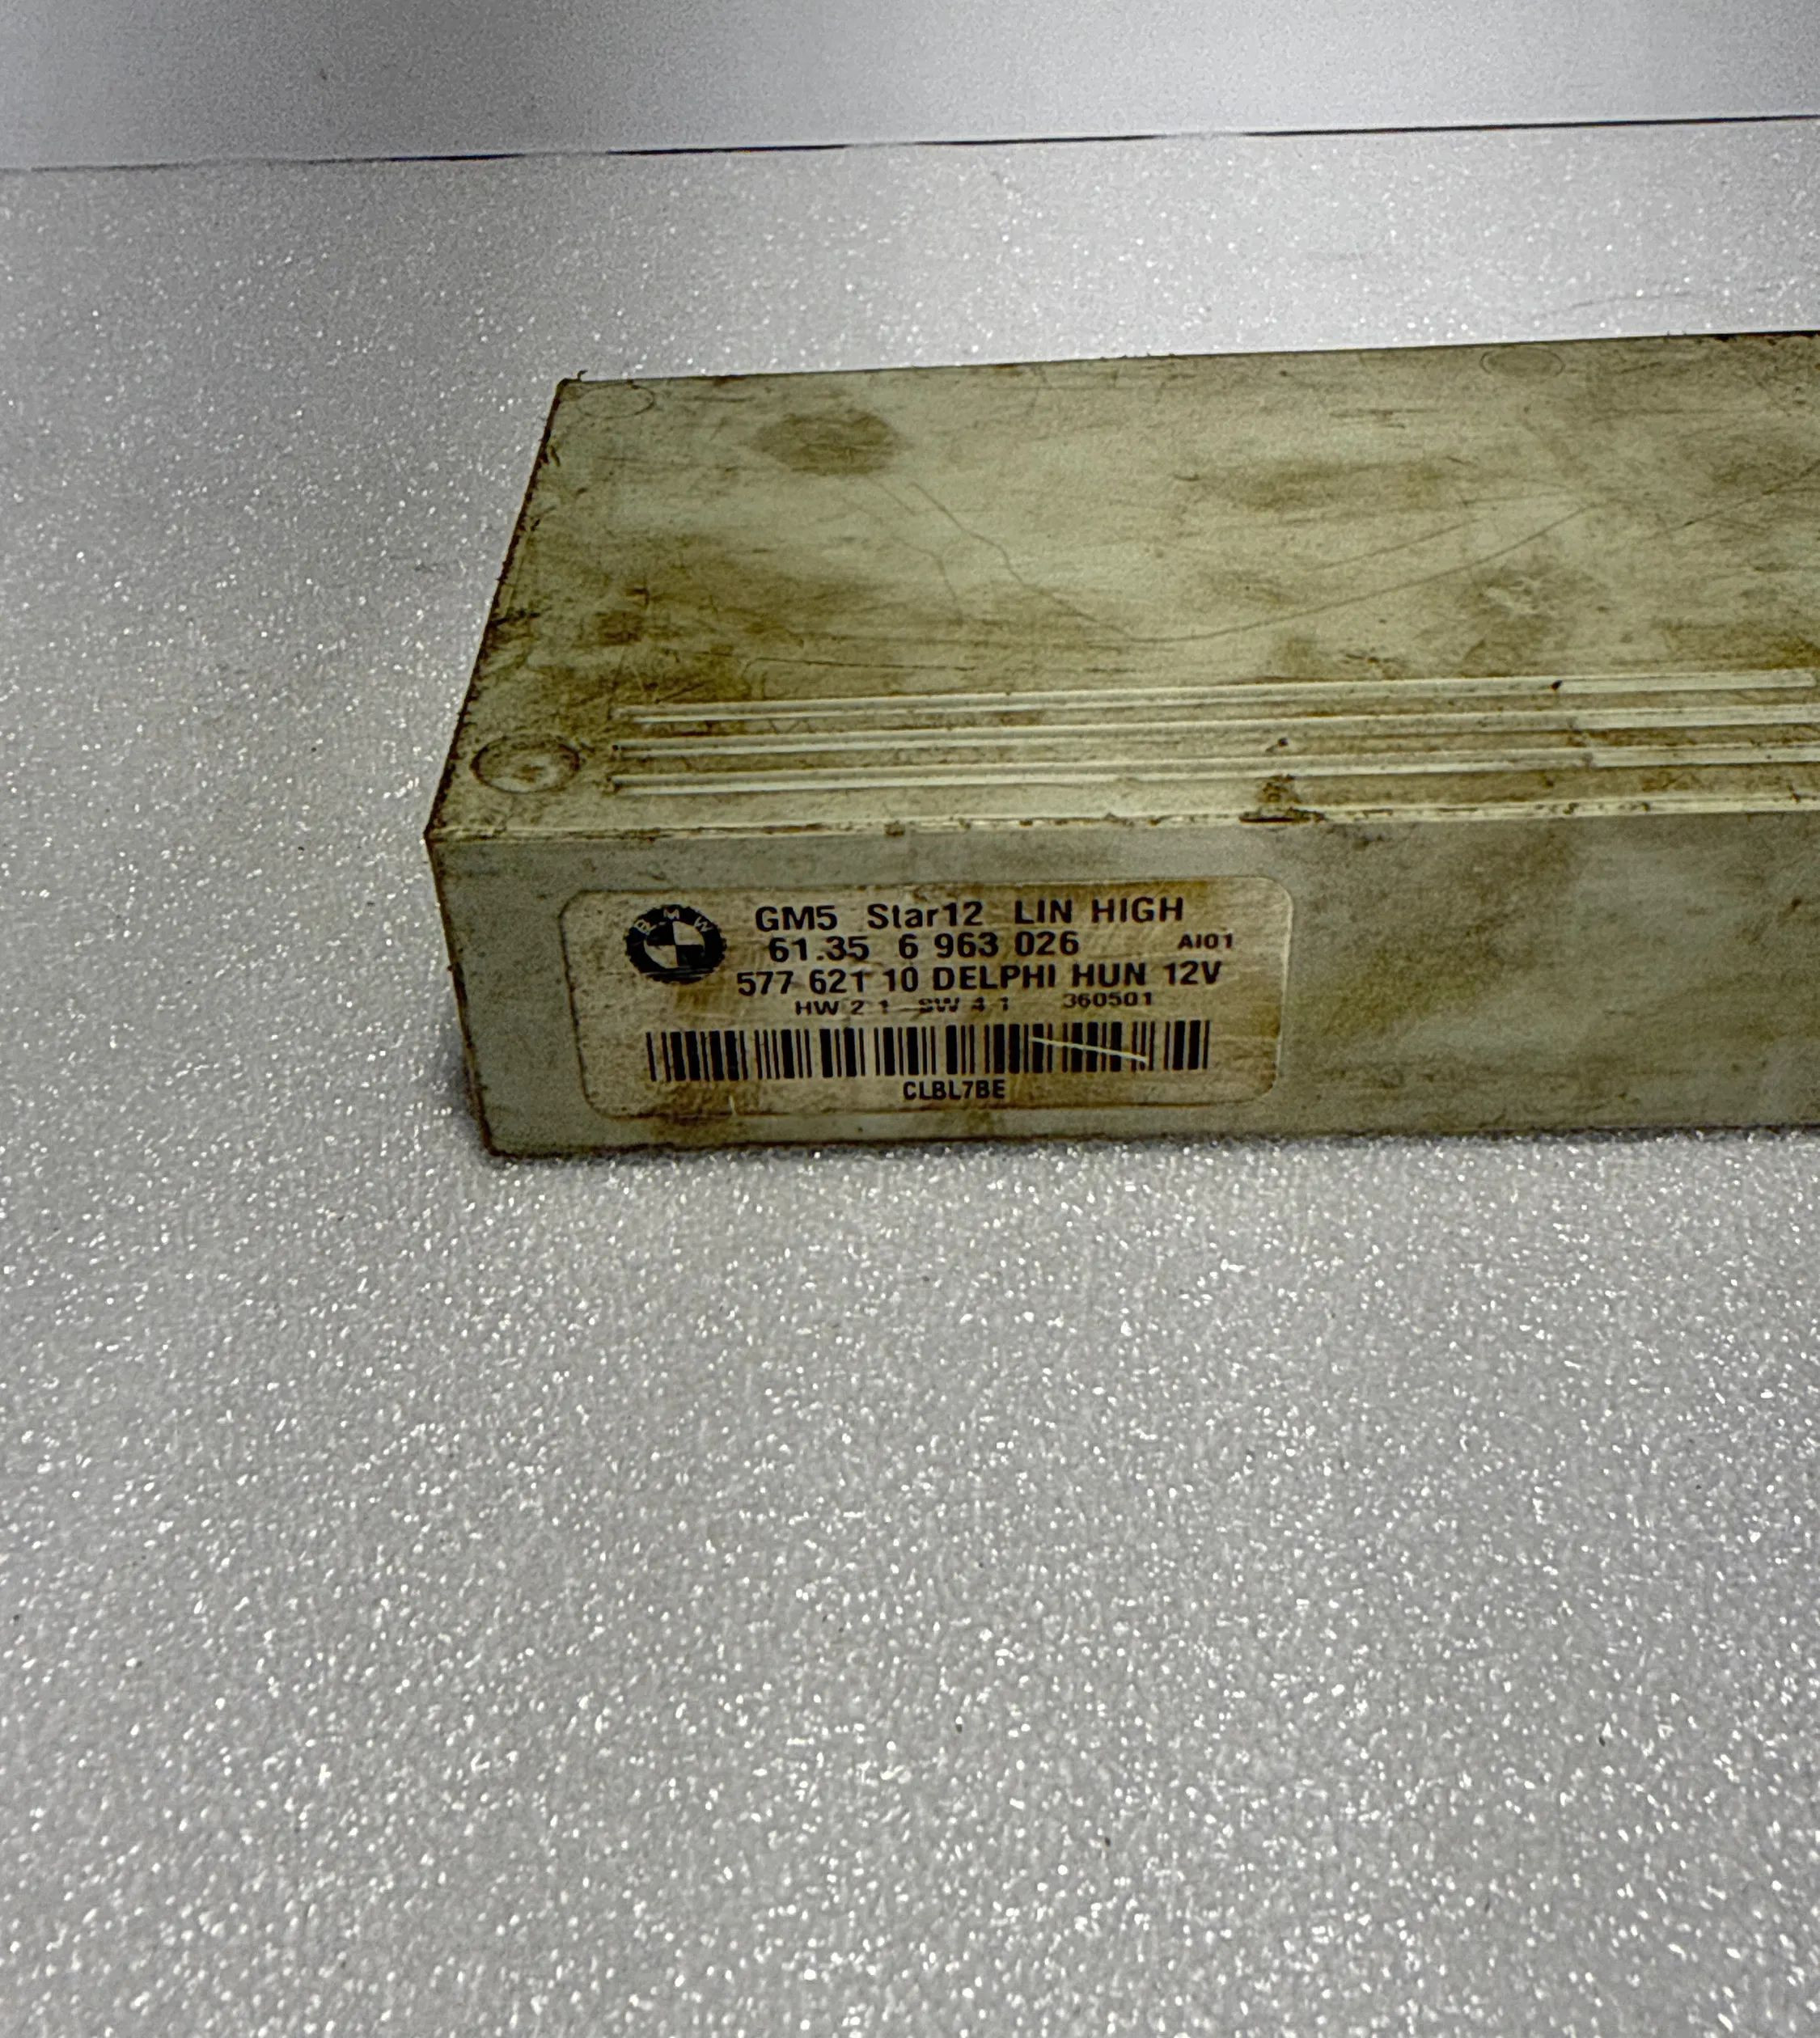 BMW
GM5 Star12 LIN HIGH
61.35 6 963 026 AI01
577 621 10 DELPHI HUN 12V
HW 2 1 SW 4 1 360501
CLBL7BE